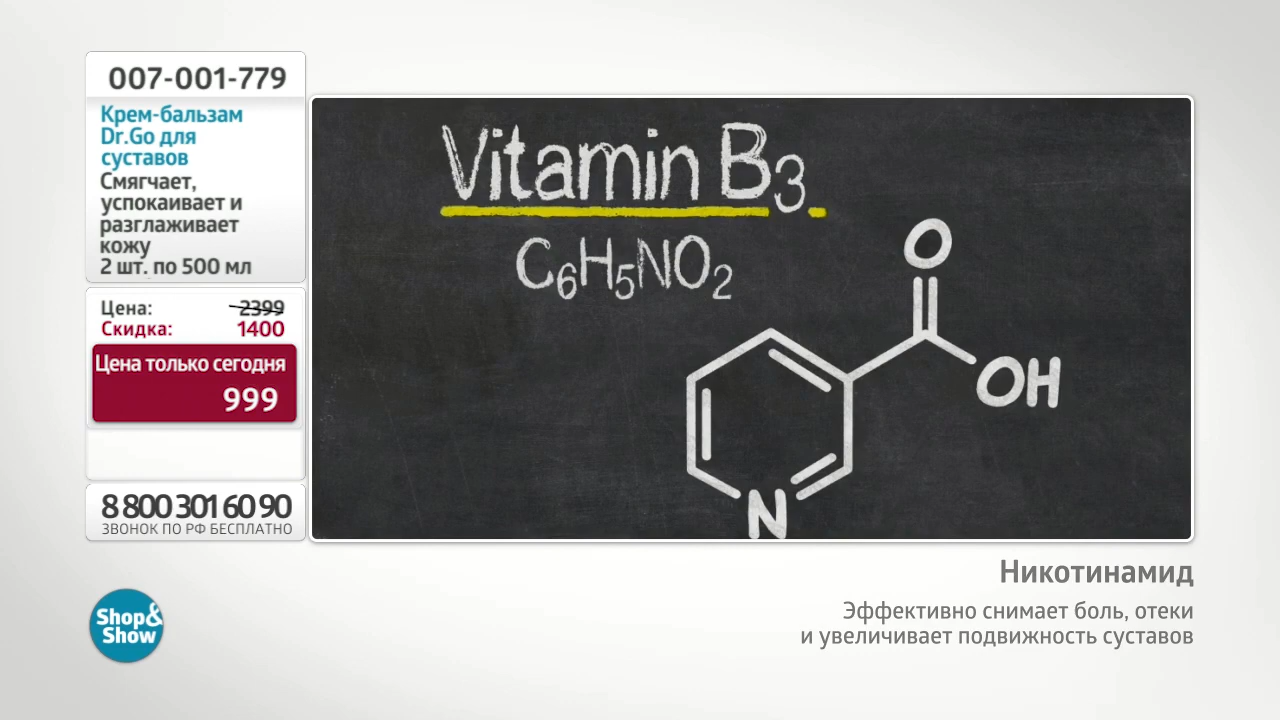 007-001-779
Крем-бальзам
Dr.Go для
суставов
Смягчает,
успокаивает и
разглаживает
кожу
2 шт. по 500 мл
Цена: 2399
Скидка: 1400
Цена только сегодня
999
8 800 301 60 90
ЗВОНОК ПО РФ БЕСПЛАТНО
Shop&
Show
Vitamin B3
C6H5NO2
O
OH
N
Никотинамид
Эффективно снимает боль, отеки
и увеличивает подвижность суставов